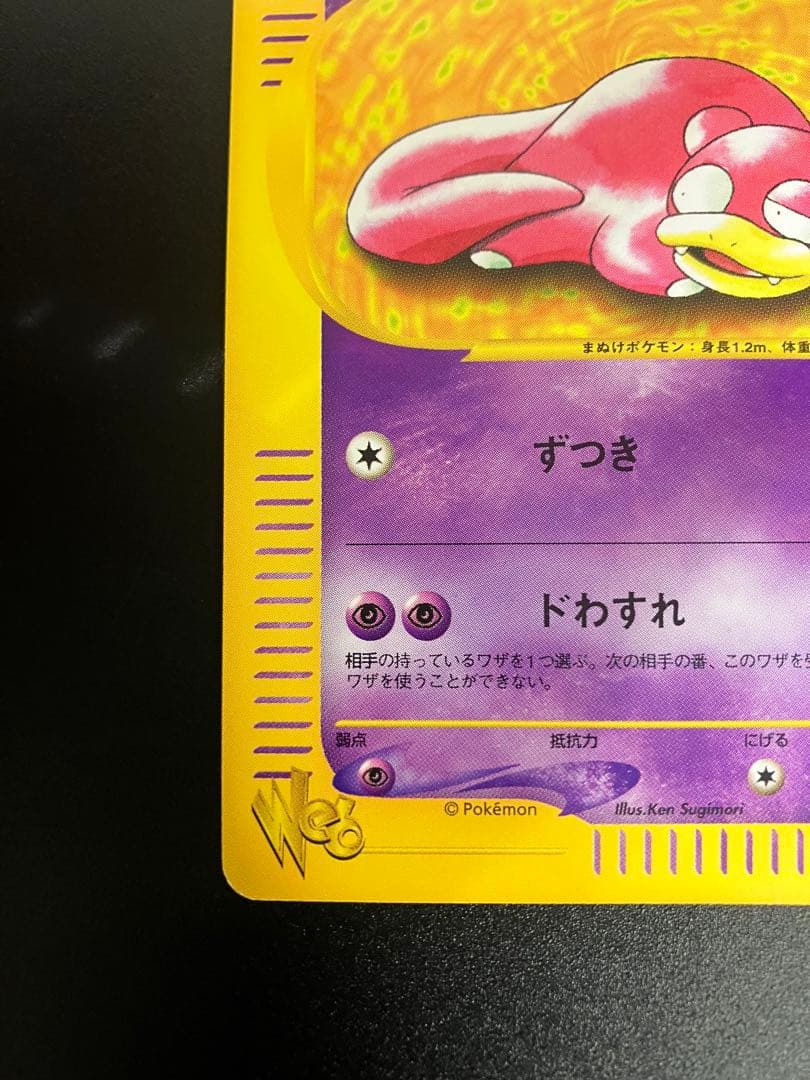 まぬけポケモン：身長1.2m、体重
ずつき
ドわすれ
相手の持っているワザを1つ選ぶ。次の相手の番、このワザを
ワザを使うことができない。
弱点 抵抗力 にげる
© Pokémon Illus.Ken Sugimori
Web